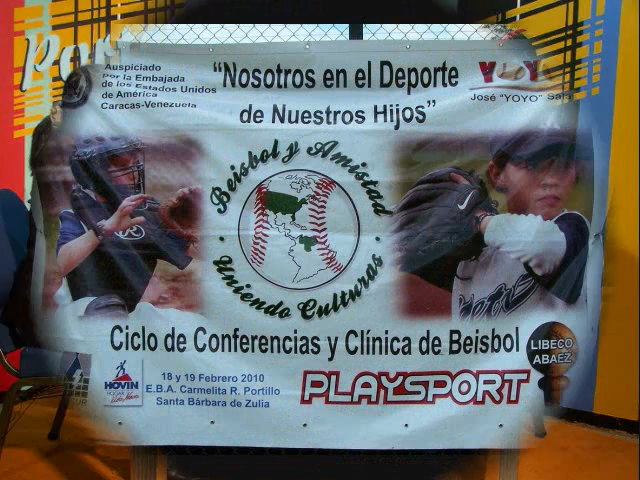 Auspiciado
por la Embajada
de los Estados Unidos
de América
Caracas-Venezuela
"Nosotros en el Deporte
de Nuestros Hijos"
José "YOYO"
Beisbol y Amistad
Uniendo Culturas
Ciclo de Conferencias y Clínica de Beisbol
HOVIN
18 y 19 Febrero 2010
E.B.A. Carmelita R. Portillo
Santa Bárbara de Zulia
PLAYSPORT
LIBECO
ABAEZ